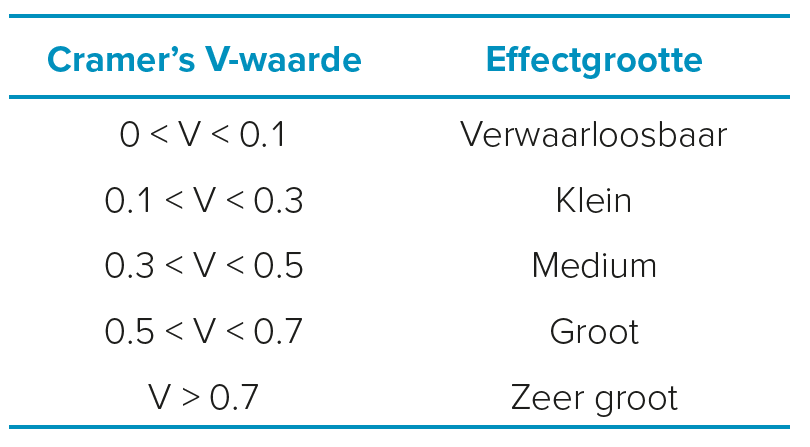 Cramer’s V-waarde Effectgrootte
0 < V < 0.1 Verwaarloosbaar
0.1 < V < 0.3 Klein
0.3 < V < 0.5 Medium
0.5 < V < 0.7 Groot
V > 0.7 Zeer groot